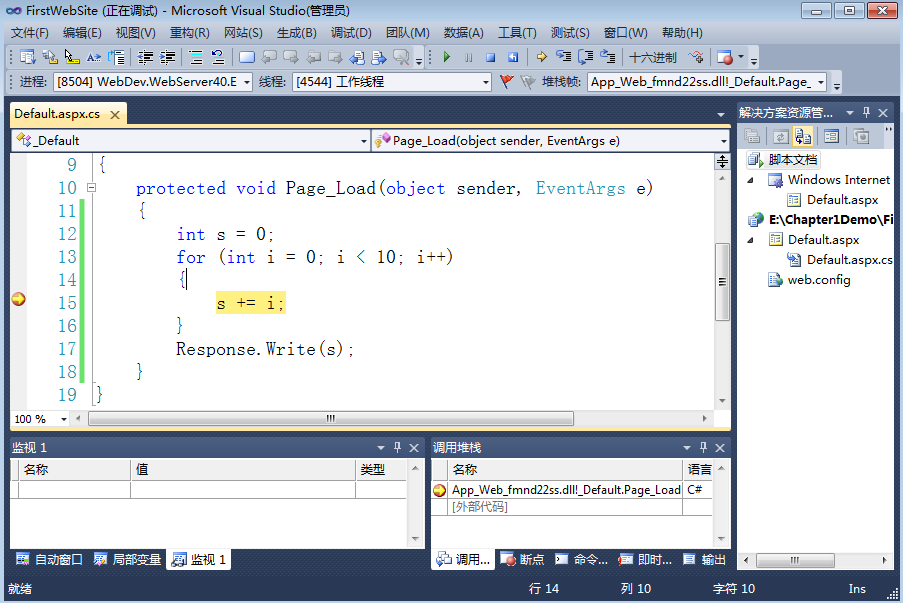 FirstWebSite (正在调试) - Microsoft Visual Studio(管理员)
文件(F) 编辑(E) 视图(V) 重构(R) 网站(S) 生成(B) 调试(D) 团队(M) 数据(A) 工具(T) 测试(S) 窗口(W) 帮助(H)
十六进制
进程: [8504] WebDev.WebServer40.E 线程: [4544] 工作线程 堆栈帧: App_Web_fmnd22ss.dll!_Default.Page_
Default.aspx.cs
_Default Page_Load(object sender, EventArgs e)
9 {
10 protected void Page_Load(object sender, EventArgs e)
11 {
12 int s = 0;
13 for (int i = 0; i < 10; i++)
14 {
15 s += i;
16 }
17 Response.Write(s);
18 }
19 }
100 %
解决方案资源管...
脚本文档
Windows Internet
Default.aspx
E:\Chapter1Demo\Fi
Default.aspx
Default.aspx.cs
web.config
监视 1
名称 值 类型
自动窗口 局部变量 监视 1
调用堆栈
名称 语言
App_Web_fmnd22ss.dll!_Default.Page_Load C#
[外部代码]
调用... 断点 命令... 即时... 输出
就绪 行 14 列 10 字符 10 Ins